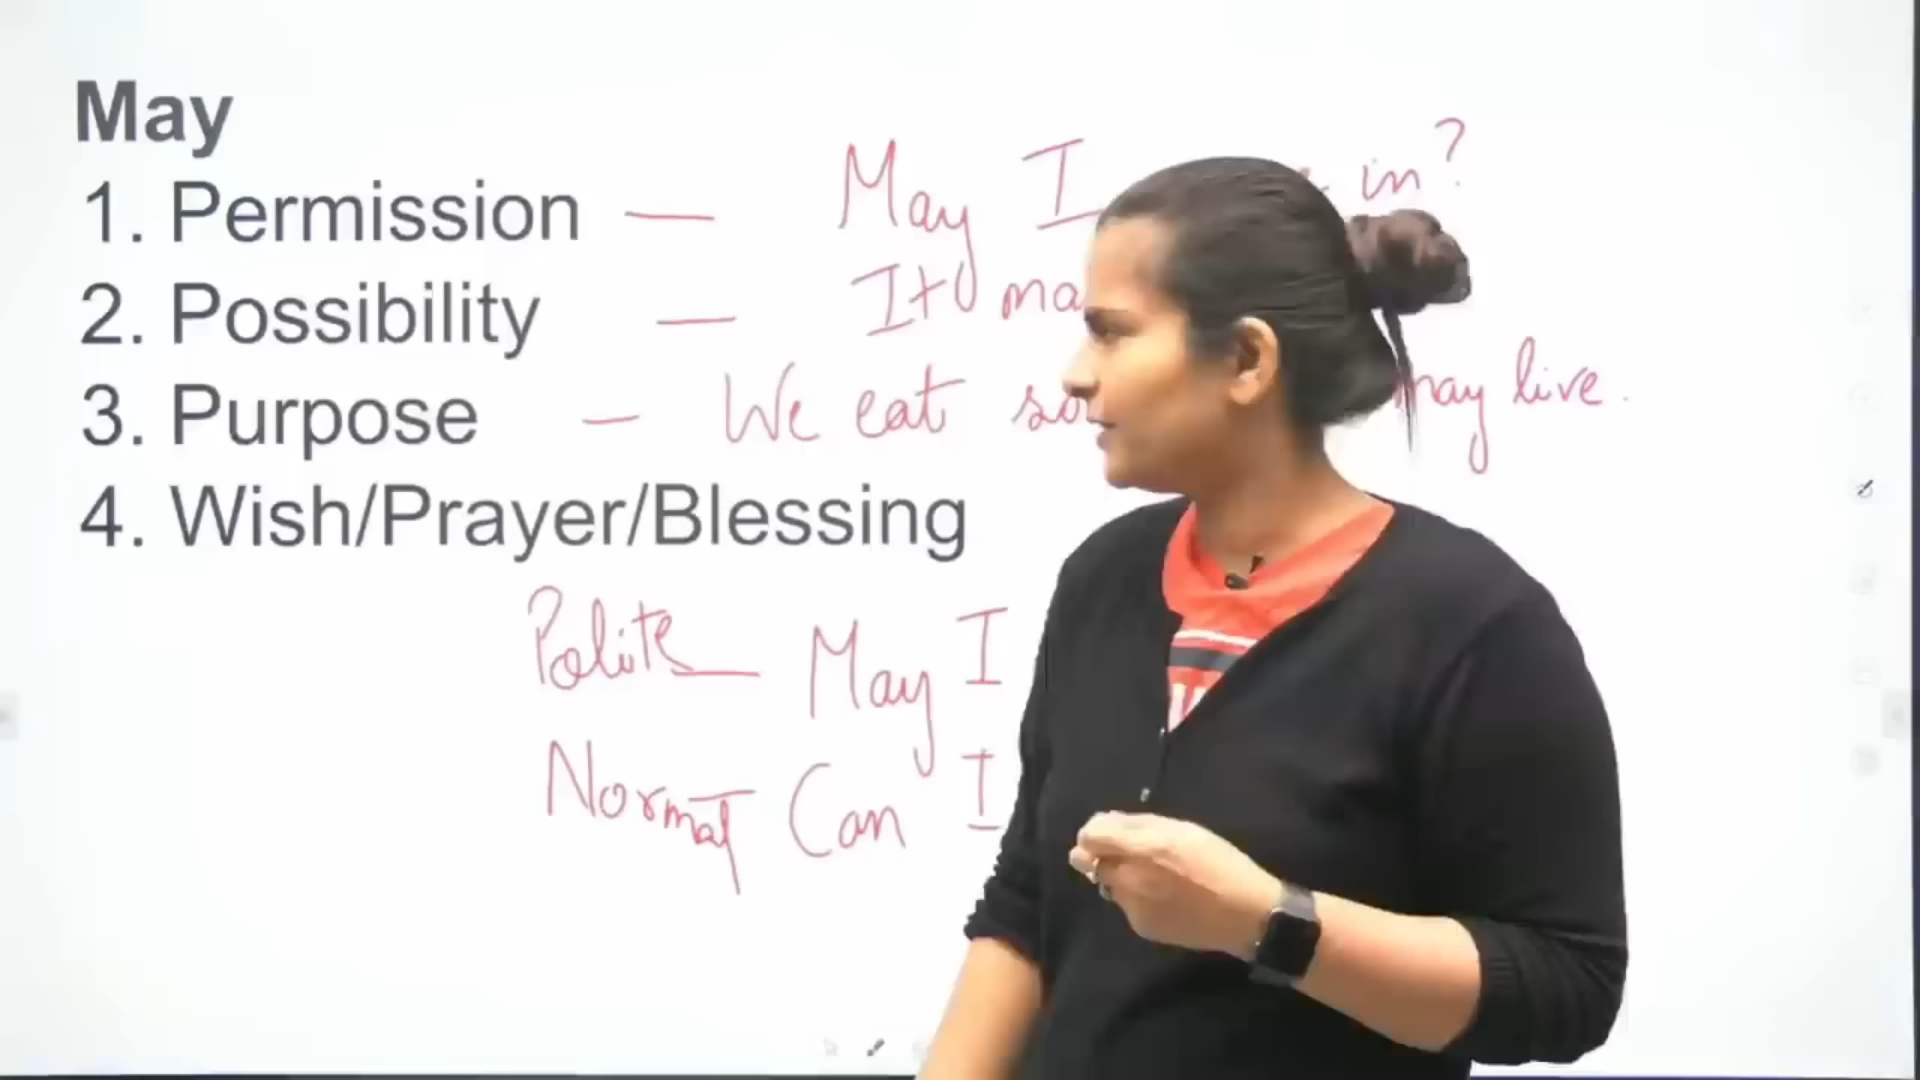 May
1. Permission — May I in?
2. Possibility — It ma
3. Purpose — We eat so may live.
4. Wish/Prayer/Blessing
Polite — May I
Normal Can I